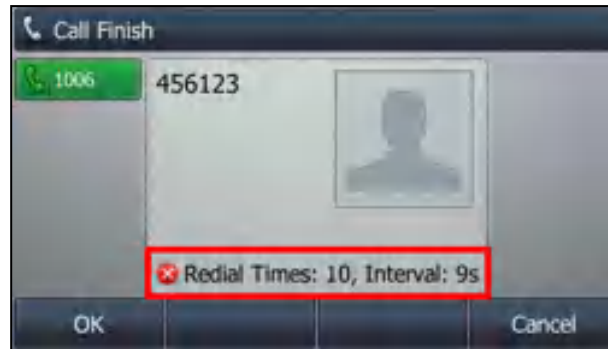 Call Finish
1006
456123
Redial Times: 10, Interval: 9s
OK
Cancel